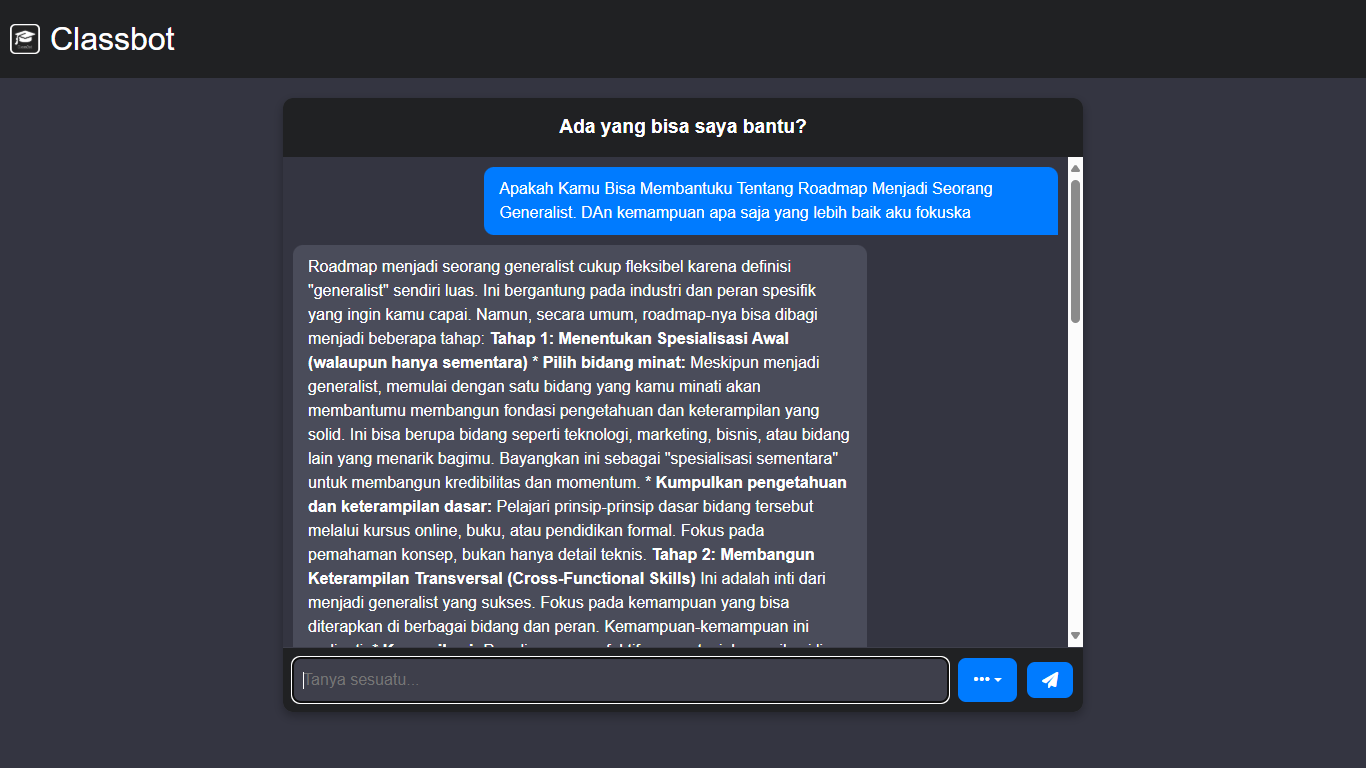 Classbot
Ada yang bisa saya bantu?
Apakah Kamu Bisa Membantuku Tentang Roadmap Menjadi Seorang
Generalist. DAn kemampuan apa saja yang lebih baik aku fokuska
Roadmap menjadi seorang generalist cukup fleksibel karena definisi
"generalist" sendiri luas. Ini bergantung pada industri dan peran spesifik
yang ingin kamu capai. Namun, secara umum, roadmap-nya bisa dibagi
menjadi beberapa tahap: Tahap 1: Menentukan Spesialisasi Awal
(walaupun hanya sementara) * Pilih bidang minat: Meskipun menjadi
generalist, memulai dengan satu bidang yang kamu minati akan
membantumu membangun fondasi pengetahuan dan keterampilan yang
solid. Ini bisa berupa bidang seperti teknologi, marketing, bisnis, atau bidang
lain yang menarik bagimu. Bayangkan ini sebagai "spesialisasi sementara"
untuk membangun kredibilitas dan momentum. * Kumpulkan pengetahuan
dan keterampilan dasar: Pelajari prinsip-prinsip dasar bidang tersebut
melalui kursus online, buku, atau pendidikan formal. Fokus pada
pemahaman konsep, bukan hanya detail teknis. Tahap 2: Membangun
Keterampilan Transversal (Cross-Functional Skills) Ini adalah inti dari
menjadi generalist yang sukses. Fokus pada kemampuan yang bisa
diterapkan di berbagai bidang dan peran. Kemampuan-kemampuan ini
Tanya sesuatu...